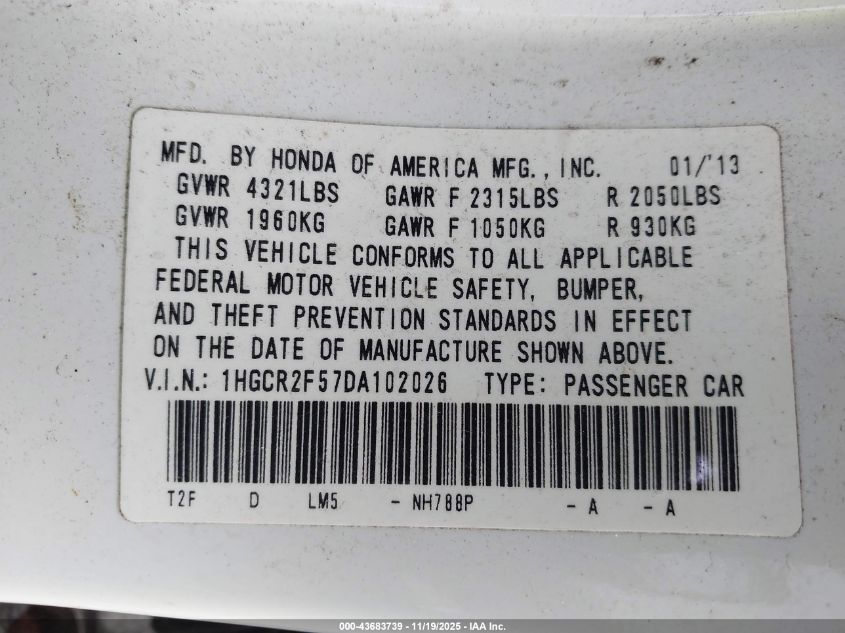 MFD. BY HONDA OF AMERICA MFG., INC. 01/'13
GVWR 4321LBS GAWR F 2315LBS R 2050LBS
GVWR 1960KG GAWR F 1050KG R 930KG
THIS VEHICLE CONFORMS TO ALL APPLICABLE
FEDERAL MOTOR VEHICLE SAFETY, BUMPER,
AND THEFT PREVENTION STANDARDS IN EFFECT
ON THE DATE OF MANUFACTURE SHOWN ABOVE.
V.I.N.: 1HGCR2F57DA102026 TYPE: PASSENGER CAR
T2F D LM5 - NH788P - A - A
000-43683739 - 11/19/2025 - IAA Inc.